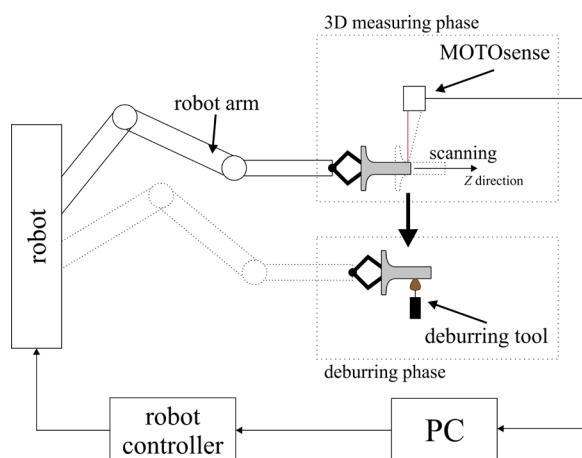 3D measuring phase
MOTOsense
robot arm
scanning
Z direction
robot
deburring tool
deburring phase
robot
controller
PC